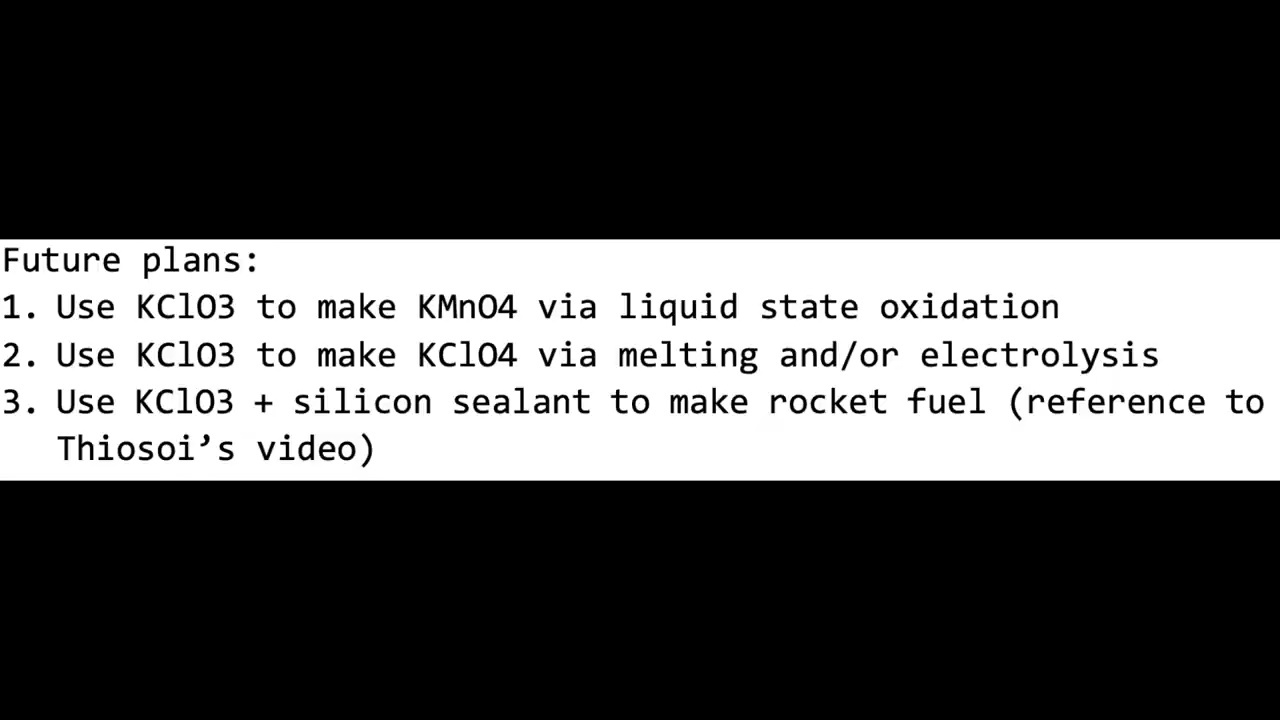 Future plans:
1. Use KClO3 to make KMnO4 via liquid state oxidation
2. Use KClO3 to make KClO4 via melting and/or electrolysis
3. Use KClO3 + silicon sealant to make rocket fuel (reference to
Thiosoi’s video)